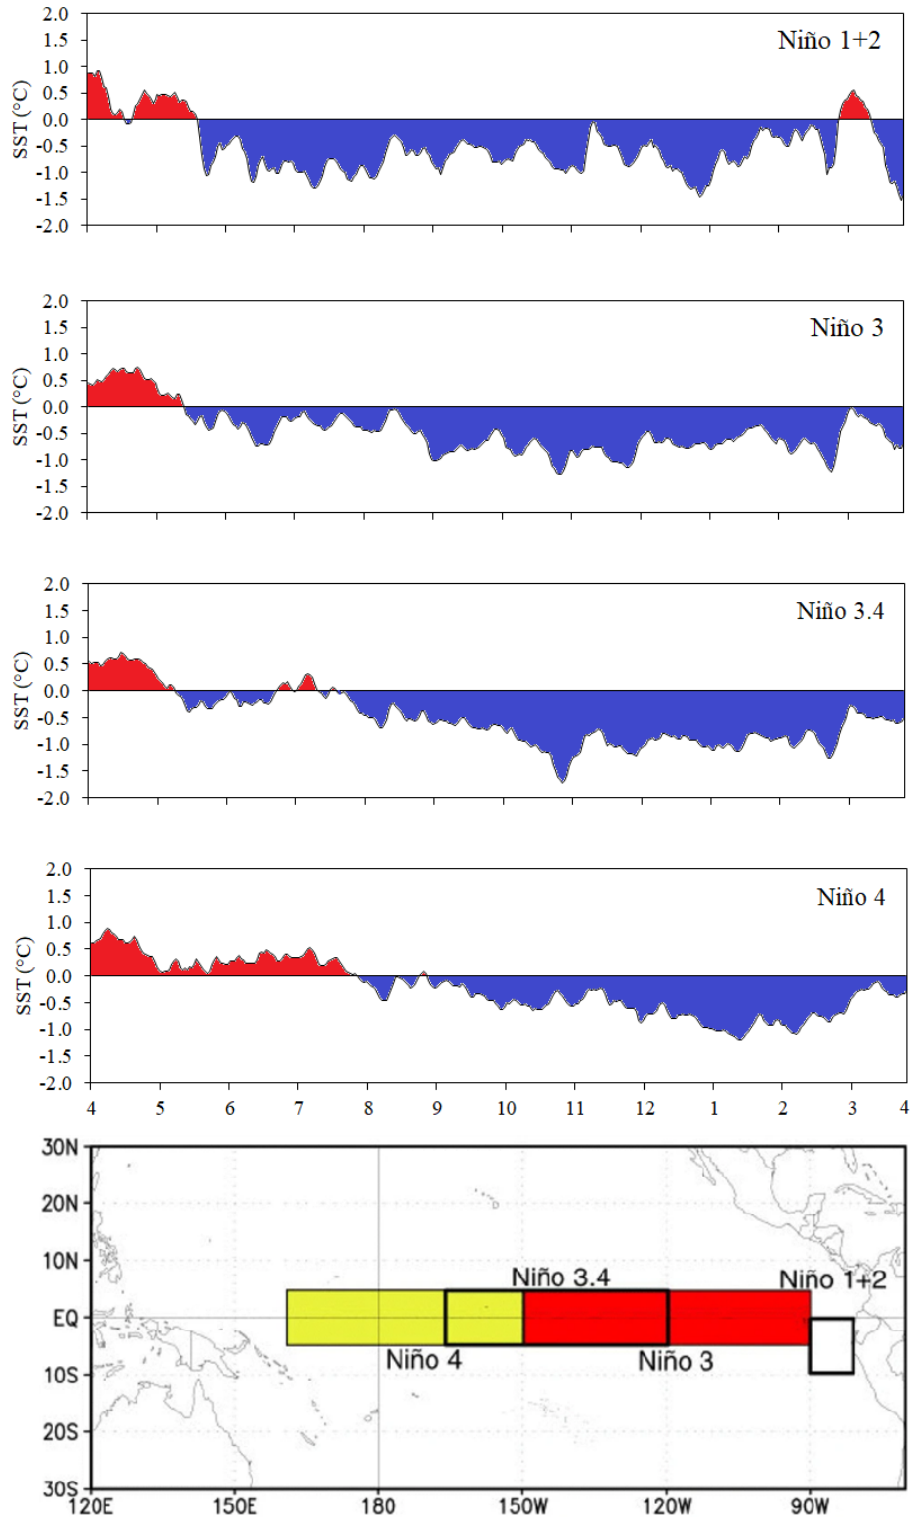 2.0
1.5
1.0
0.5
0.0
-0.5
-1.0
-1.5
-2.0
SST (°C)
Niño 1+2
2.0
1.5
1.0
0.5
0.0
-0.5
-1.0
-1.5
-2.0
SST (°C)
Niño 3
2.0
1.5
1.0
0.5
0.0
-0.5
-1.0
-1.5
-2.0
SST (°C)
Niño 3.4
2.0
1.5
1.0
0.5
0.0
-0.5
-1.0
-1.5
-2.0
SST (°C)
Niño 4
4 5 6 7 8 9 10 11 12 1 2 3 4
30N
20N
10N
EQ
10S
20S
30S
Niño 3.4
Niño 1+2
Niño 4
Niño 3
120E 150E 180 150W 120W 90W